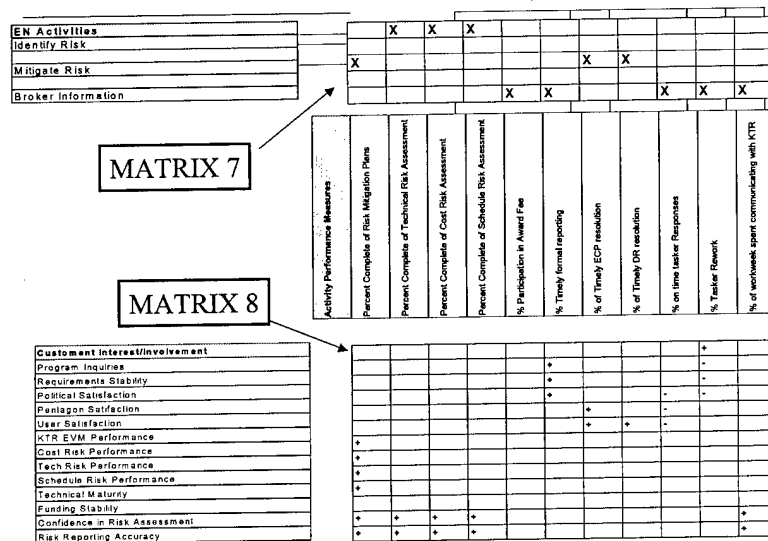 EN Activities X X X
Identify Risk
X X X
Mitigate Risk
Broker Information X X X X X
MATRIX 7
Activity Performance Measures
Percent Complete of Risk Mitigation Plans
Percent Complete of Technical Risk Assessment
Percent Complete of Cost Risk Assessment
Percent Complete of Schedule Risk Assessment
% Participation in Award Fee
% Timely formal reporting
% of Timely ECP resolution
% of Timely DR resolution
% on time tasker Responses
% Tasker Rework
% of workweek spent communicating with KTR
MATRIX 8
Customent Interest/Involvement +
Program Inquiries + -
Requirements Stability + -
Political Satisfaction + - -
Pentagon Satifaction + -
User Satisfaction + + -
KTR EVM Performance
Cost Risk Performance +
Tech Risk Performance +
Schedule Risk Performance +
Technical Maturity +
Funding Stability
Confidence in Risk Assessment + + + + +
Risk Reporting Accuracy + + + + +